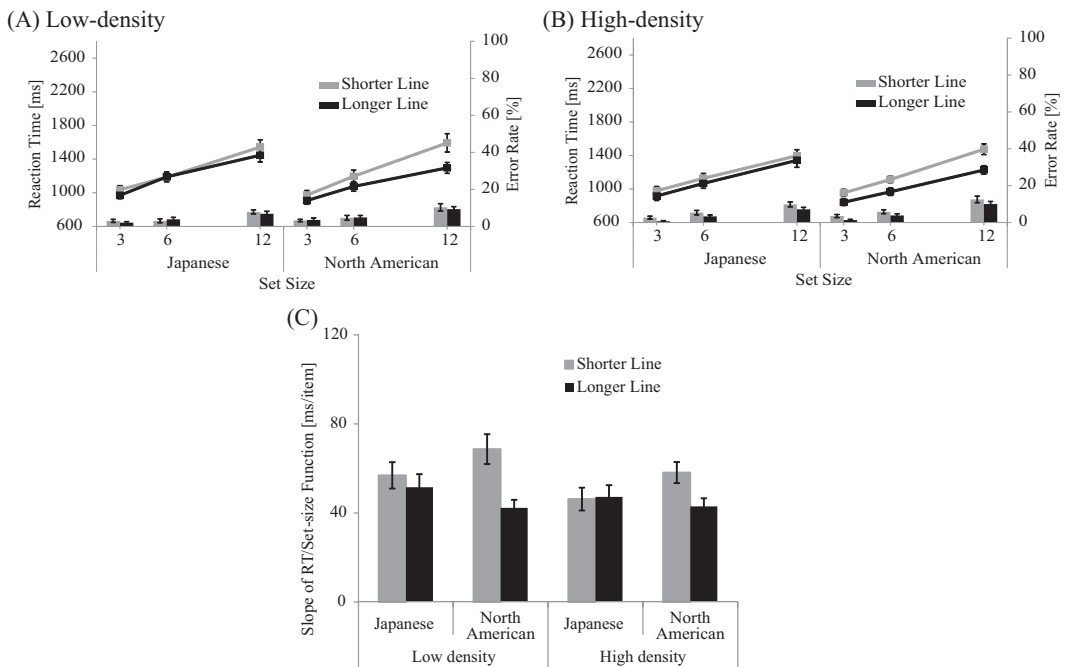 (A) Low-density
Reaction Time [ms]
2600
2200
1800
1400
1000
600
100
80
60
40
20
0
Error Rate [%]
Shorter Line
Longer Line
3 6 12 3 6 12
Japanese North American
Set Size
(B) High-density
Reaction Time [ms]
2600
2200
1800
1400
1000
600
100
80
60
40
20
0
Error Rate [%]
Shorter Line
Longer Line
3 6 12 3 6 12
Japanese North American
Set Size
(C)
Slope of RT/Set-size Function [ms/item]
120
80
40
0
Shorter Line
Longer Line
Japanese North American Japanese North American
Low density High density